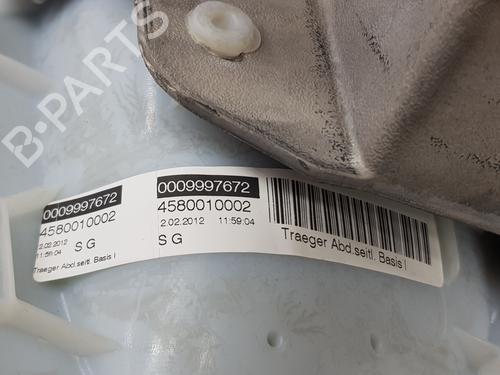 B-PARTS
0009997672
4580010002
2.02.2012
11:59:04
S G
Traeger Abd.seitl. Basis l
0009997672
4580010002
2.02.2012 11:59:04
S G
Traeger Abd.seitl. Basis l